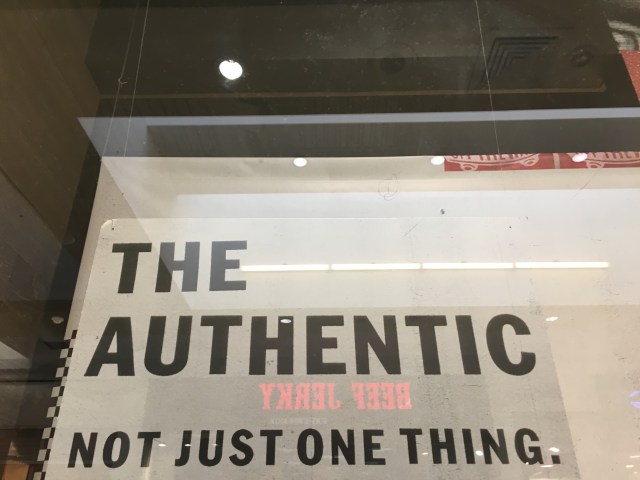 THE
AUTHENTIC
BEEF JERKY
NOT JUST ONE THING.